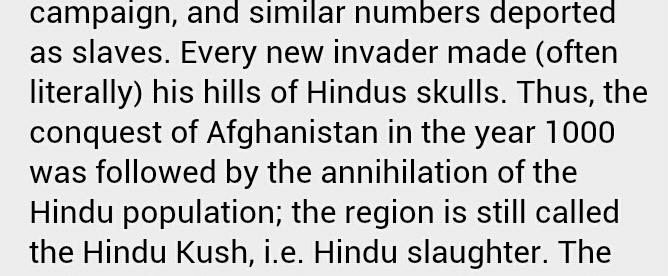 campaign, and similar numbers deported
as slaves. Every new invader made (often
literally) his hills of Hindus skulls. Thus, the
conquest of Afghanistan in the year 1000
was followed by the annihilation of the
Hindu population; the region is still called
the Hindu Kush, i.e. Hindu slaughter. The